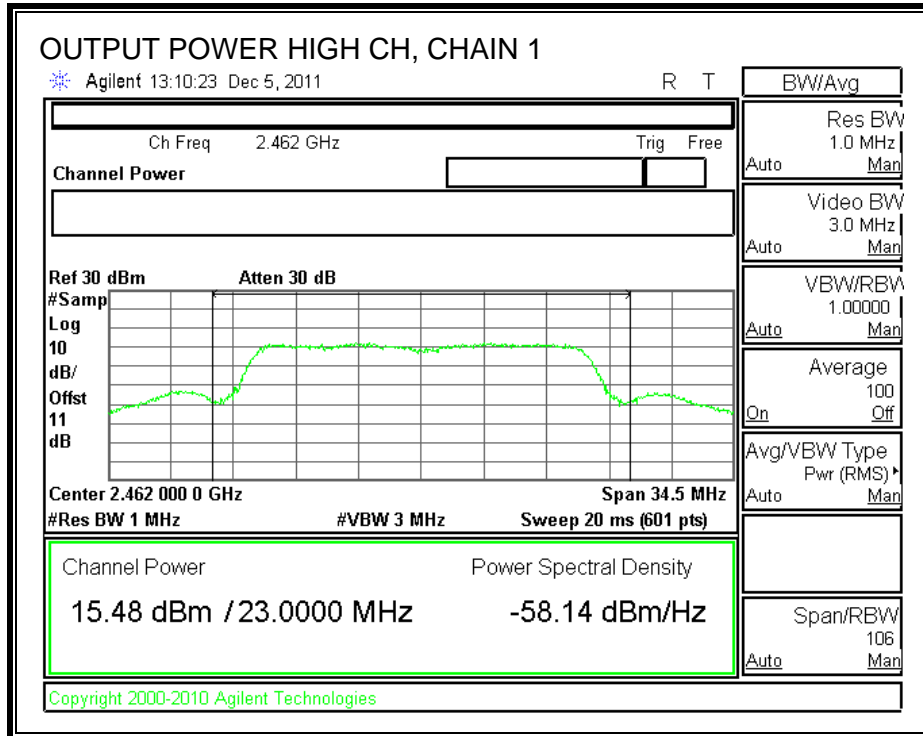 OUTPUT POWER HIGH CH, CHAIN 1
Agilent 13:10:23 Dec 5, 2011 R T
Ch Freq 2.462 GHz Trig Free
Channel Power
Ref 30 dBm Atten 30 dB
#Samp
Log
10
dB/
Offst
11
dB
Center 2.462 000 0 GHz Span 34.5 MHz
#Res BW 1 MHz #VBW 3 MHz Sweep 20 ms (601 pts)
Channel Power Power Spectral Density
15.48 dBm / 23.0000 MHz -58.14 dBm/Hz
Copyright 2000-2010 Agilent Technologies
BW/Avg
Res BW
1.0 MHz
Auto Man
Video BW
3.0 MHz
Auto Man
VBW/RBW
1.00000
Auto Man
Average
100
On Off
Avg/VBW Type
Pwr (RMS)
Auto Man
Span/RBW
106
Auto Man